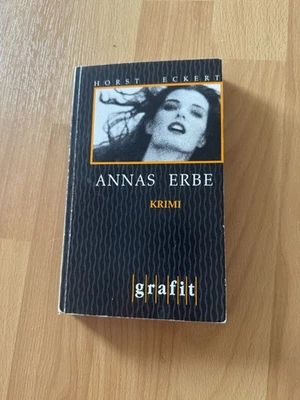 HORST ECKERT
ANNAS ERBE
KRIMI
grafit